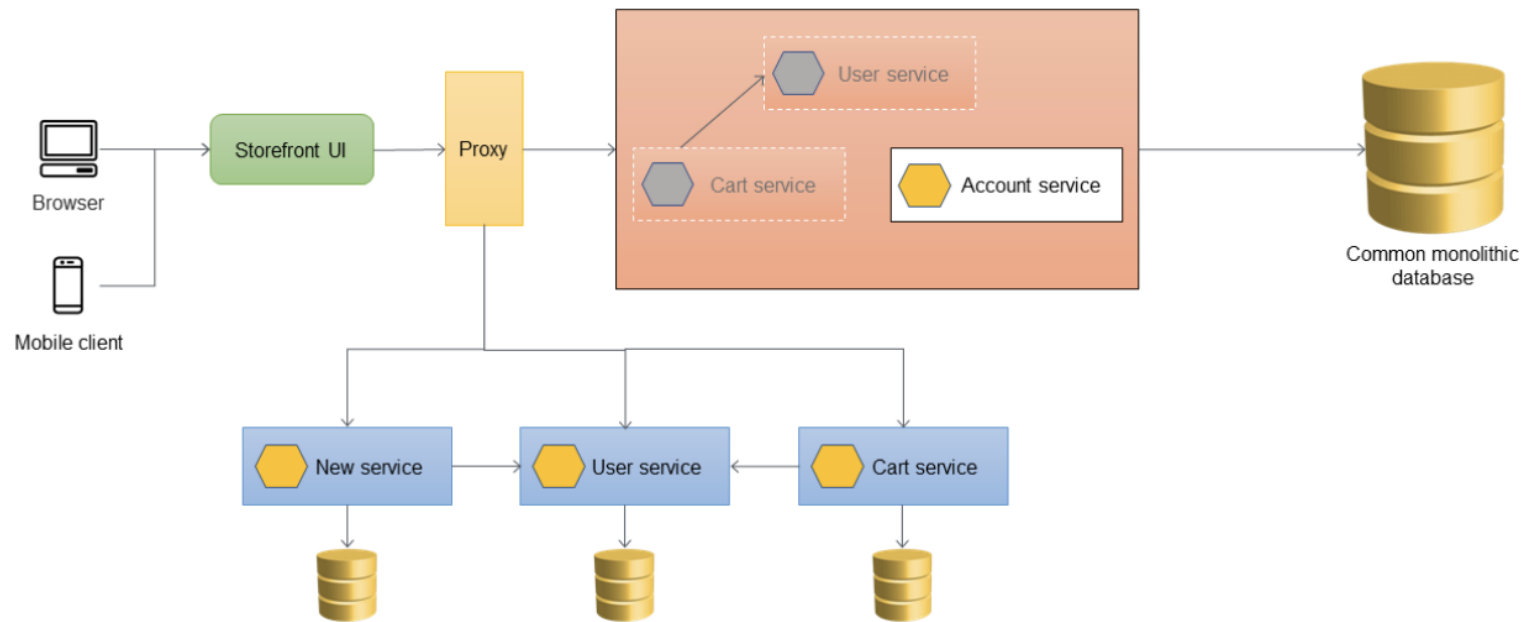 User service
Storefront UI
Proxy
Browser
Cart service
Account service
Common monolithic
database
Mobile client
New service
User service
Cart service